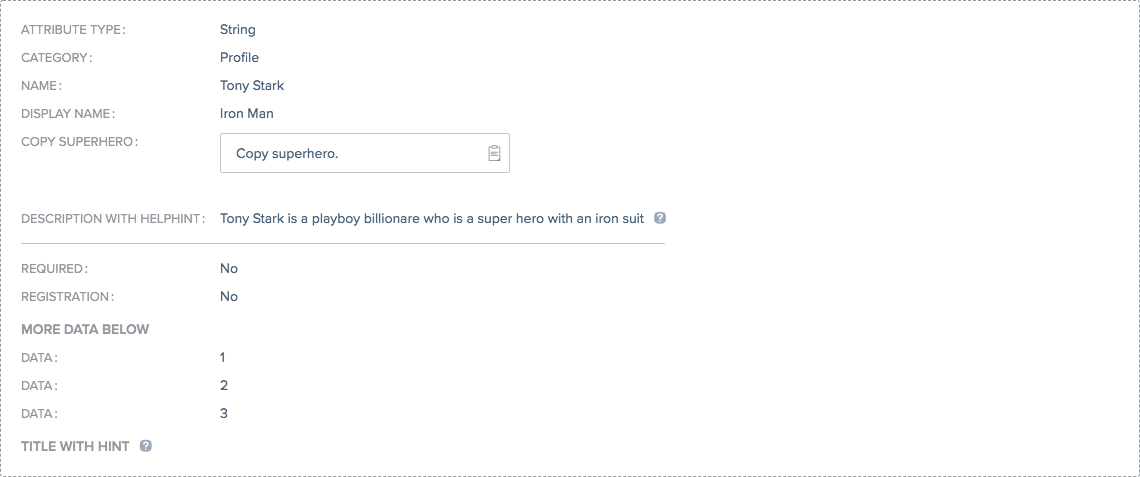 ATTRIBUTE TYPE: String
CATEGORY: Profile
NAME: Tony Stark
DISPLAY NAME: Iron Man
COPY SUPERHERO: Copy superhero.
DESCRIPTION WITH HELPHINT: Tony Stark is a playboy billionare who is a super hero with an iron suit ?
REQUIRED: No
REGISTRATION: No
MORE DATA BELOW
DATA: 1
DATA: 2
DATA: 3
TITLE WITH HINT ?